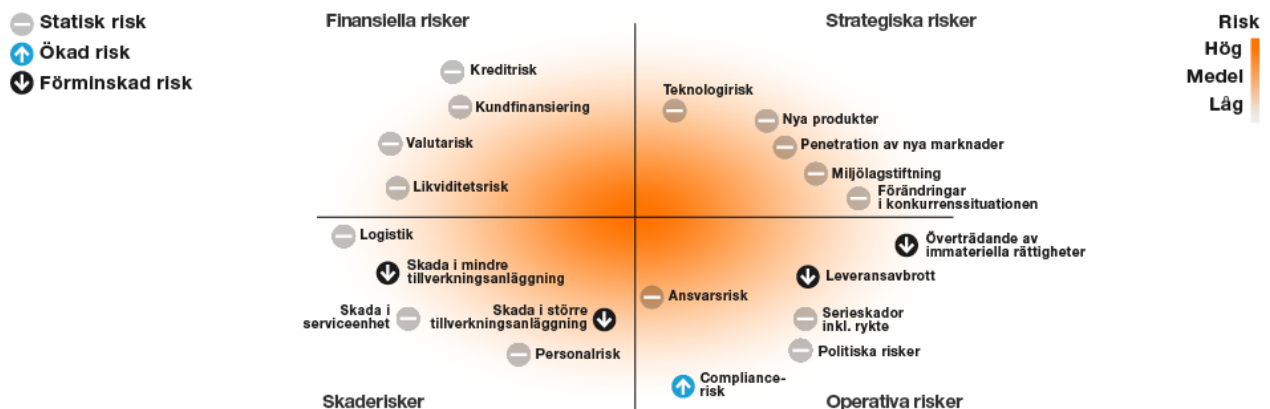 Statisk risk
Ökad risk
Förminskad risk
Finansiella risker
Kreditrisk
Kundfinansiering
Valutarisk
Likviditetsrisk
Strategiska risker
Teknologirisk
Nya produkter
Penetration av nya marknader
Miljölagstiftning
Förändringar
i konkurrenssituationen
Risk
Hög
Medel
Låg
Logistik
Skada i mindre
tillverkningsanläggning
Skada i
serviceenhet
Skada i större
tillverkningsanläggning
Personalrisk
Skaderisker
Överträdande av
immateriella rättigheter
Leveransavbrott
Ansvarsrisk
Serieskador
inkl. rykte
Politiska risker
Compliance-
risk
Operativa risker